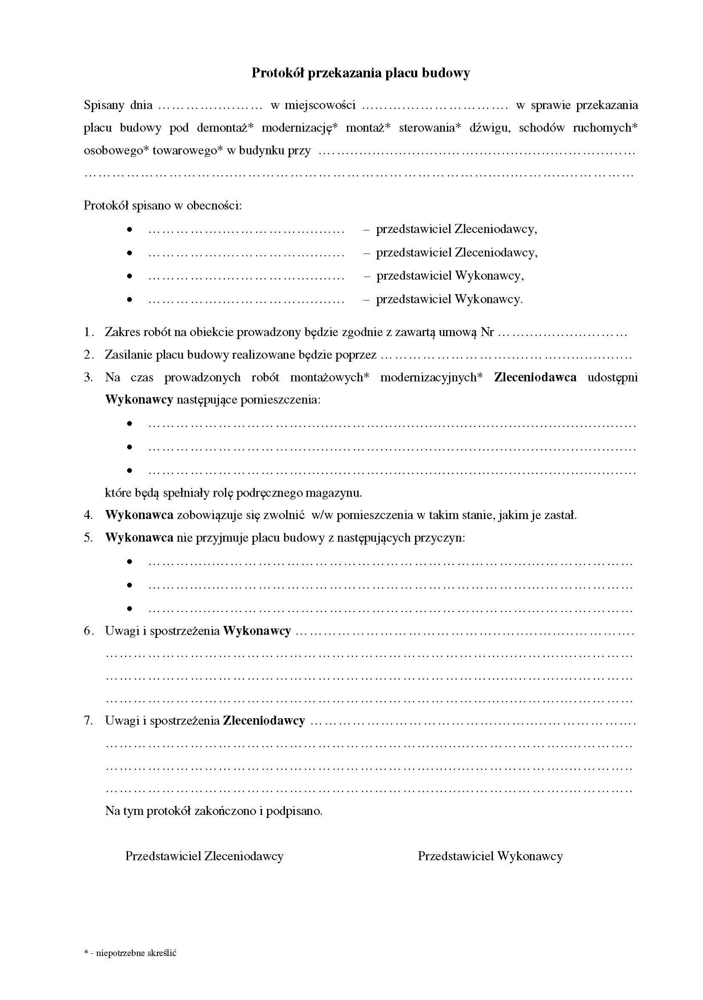 Protokół przekazania placu budowy
Spisany dnia …………………… w miejscowości …………………………… w sprawie przekazania
placu budowy pod demontaż* modernizację* montaż* sterowania* dźwigu, schodów ruchomych*
osobowego* towarowego* w budynku przy ………………………………………………………………
………………………………………………………………………………………………………………
Protokół spisano w obecności:
• ……………………………………… – przedstawiciel Zleceniodawcy,
• ……………………………………… – przedstawiciel Zleceniodawcy,
• ……………………………………… – przedstawiciel Wykonawcy,
• ……………………………………… – przedstawiciel Wykonawcy.
1. Zakres robót na obiekcie prowadzony będzie zgodnie z zawartą umową Nr …………………………
2. Zasilanie placu budowy realizowane będzie poprzez …………………………………………………
3. Na czas prowadzonych robót montażowych* modernizacyjnych* Zleceniodawca udostępni
Wykonawcy następujące pomieszczenia:
• …………………………………………………………………………………………………
• …………………………………………………………………………………………………
• …………………………………………………………………………………………………
które będą spełniały rolę podręcznego magazynu.
4. Wykonawca zobowiązuje się zwolnić w/w pomieszczenia w takim stanie, jakim je zastał.
5. Wykonawca nie przyjmuje placu budowy z następujących przyczyn:
• …………………………………………………………………………………………………
• …………………………………………………………………………………………………
• …………………………………………………………………………………………………
6. Uwagi i spostrzeżenia Wykonawcy ……………………………………………………………………
…………………………………………………………………………………………………………
…………………………………………………………………………………………………………
…………………………………………………………………………………………………………
7. Uwagi i spostrzeżenia Zleceniodawcy …………………………………………………………………
…………………………………………………………………………………………………………
…………………………………………………………………………………………………………
…………………………………………………………………………………………………………
Na tym protokół zakończono i podpisano.
Przedstawiciel Zleceniodawcy Przedstawiciel Wykonawcy
* - niepotrzebne skreślić